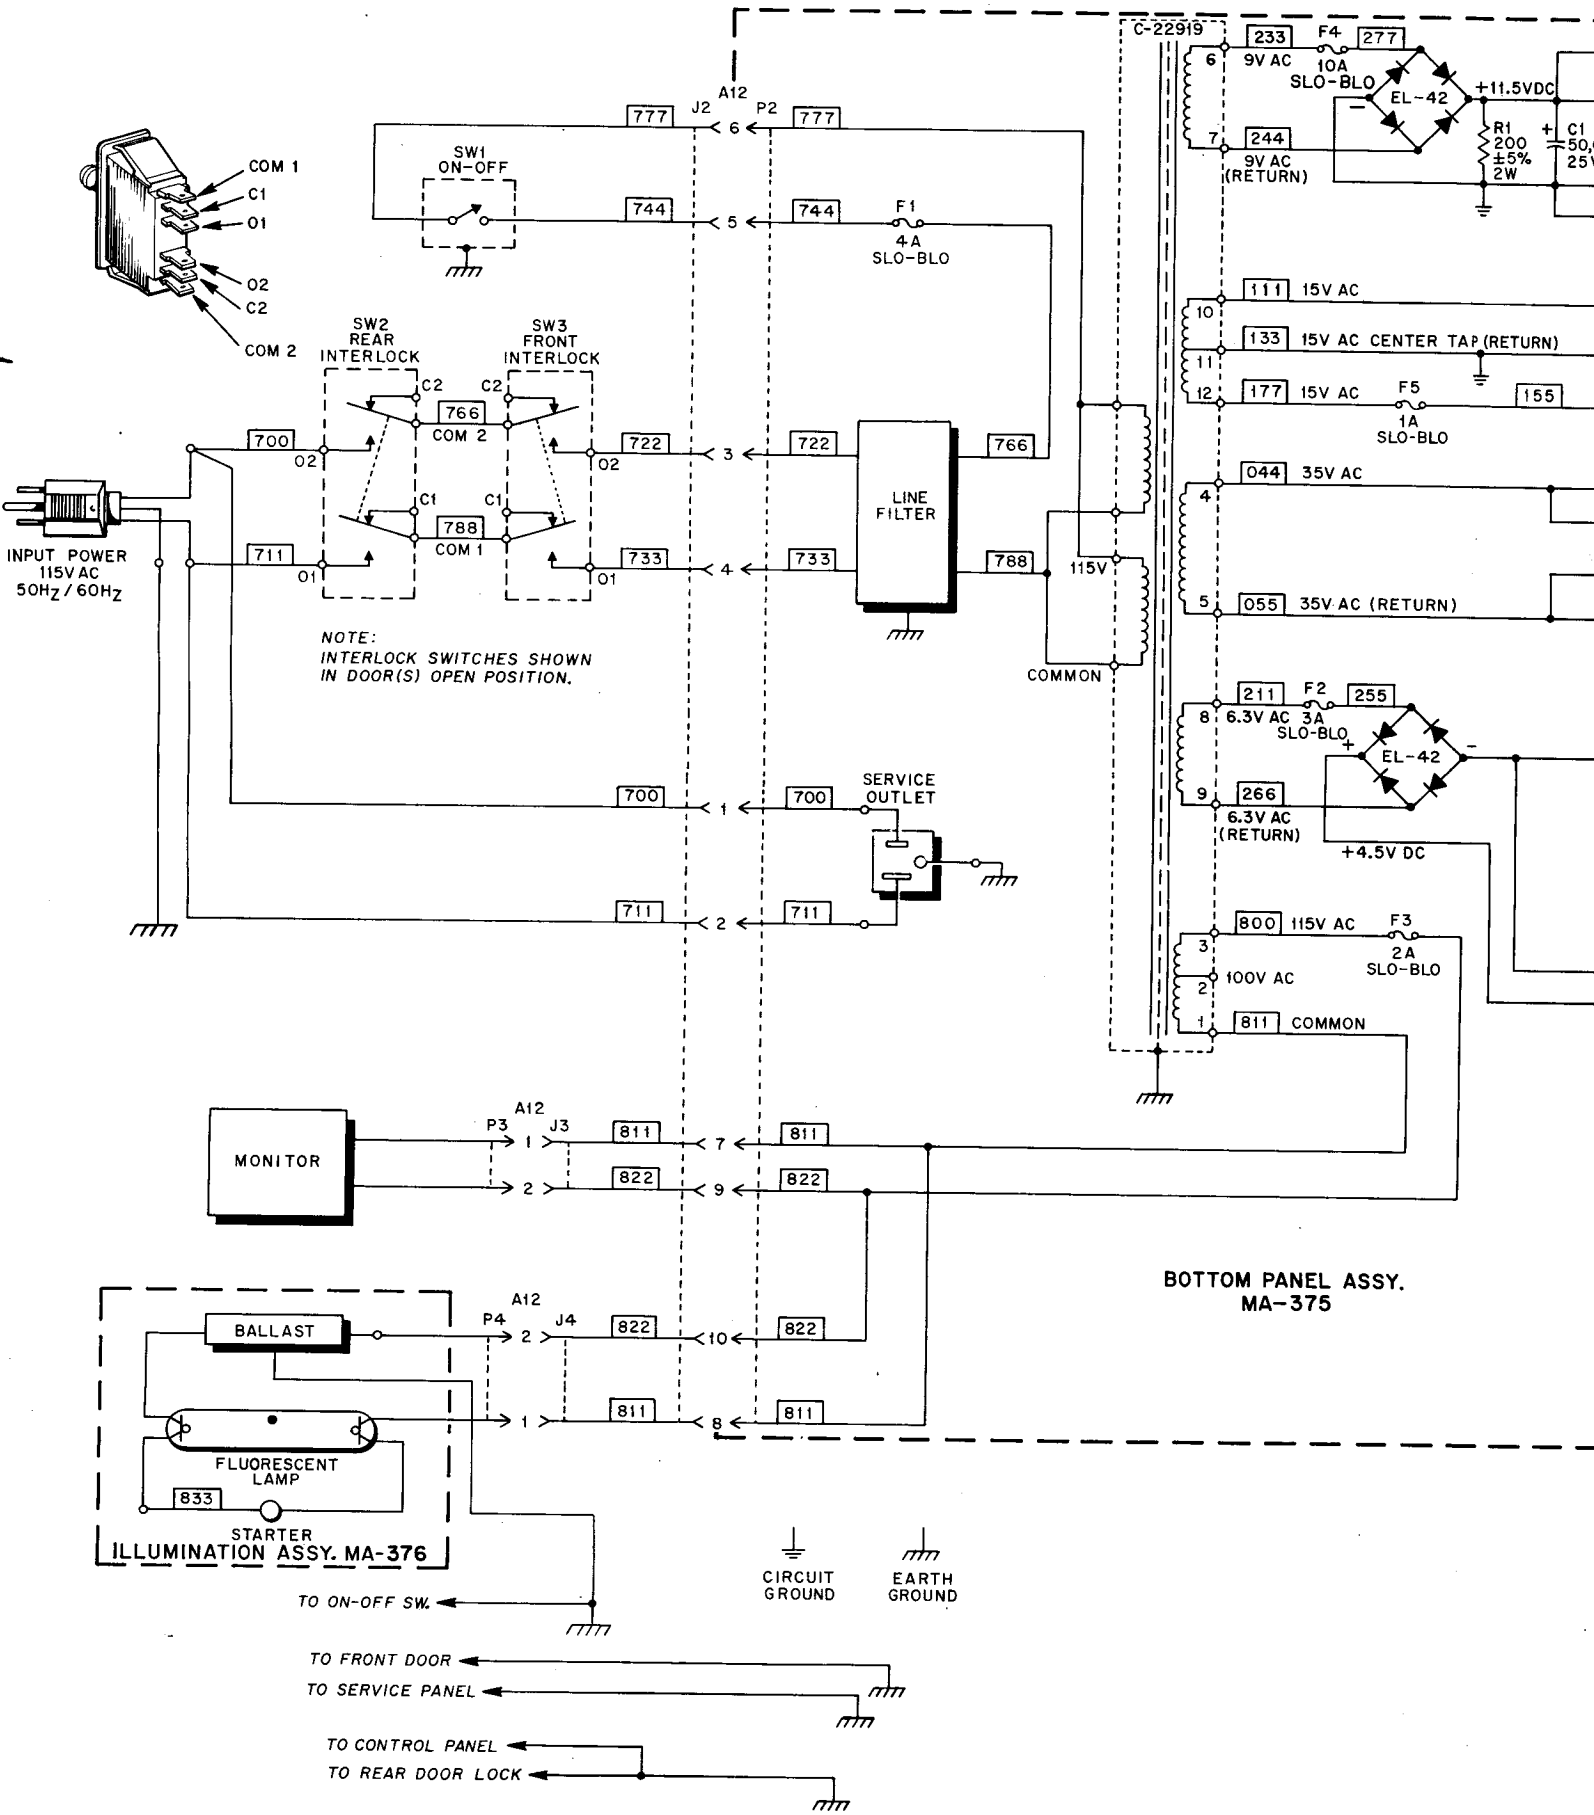 C-22919
6
233
9V AC
F4
10A
SLO-BLO
277
EL-42
−
+11.5VDC
R1
200
±5%
2W
+
C1
7
244
9V AC
(RETURN)
COM 1
C1
O1
O2
C2
COM 2
777
J2
A12
P2
6
777
SW1
ON-OFF
744
5
744
F1
4A
SLO-BLO
10
111
15V AC
11
133
15V AC CENTER TAP (RETURN)
12
177
15V AC
F5
1A
SLO-BLO
155
SW2
REAR
INTERLOCK
SW3
FRONT
INTERLOCK
C2
C2
766
COM 2
700
O2
O2
722
3
722
LINE
FILTER
766
C1
C1
788
COM 1
711
O1
O1
733
4
733
788
115V
COMMON
INPUT POWER
115V AC
50HZ/60HZ
NOTE:
INTERLOCK SWITCHES SHOWN
IN DOOR(S) OPEN POSITION.
4
044
35V AC
5
055
35V AC (RETURN)
8
211
6.3V AC
F2
3A
SLO-BLO
255
+
EL-42
−
9
266
6.3V AC
(RETURN)
+4.5V DC
700
1
700
SERVICE
OUTLET
711
2
711
3
800
115V AC
F3
2A
SLO-BLO
2
100V AC
1
811
COMMON
MONITOR
P3
A12
J3
1
811
7
811
2
822
9
822
BOTTOM PANEL ASSY.
MA-375
BALLAST
P4
A12
J4
2
822
10
822
1
811
8
811
FLUORESCENT
LAMP
833
STARTER
ILLUMINATION ASSY. MA-376
CIRCUIT
GROUND
EARTH
GROUND
TO ON-OFF SW.
TO FRONT DOOR
TO SERVICE PANEL
TO CONTROL PANEL
TO REAR DOOR LOCK